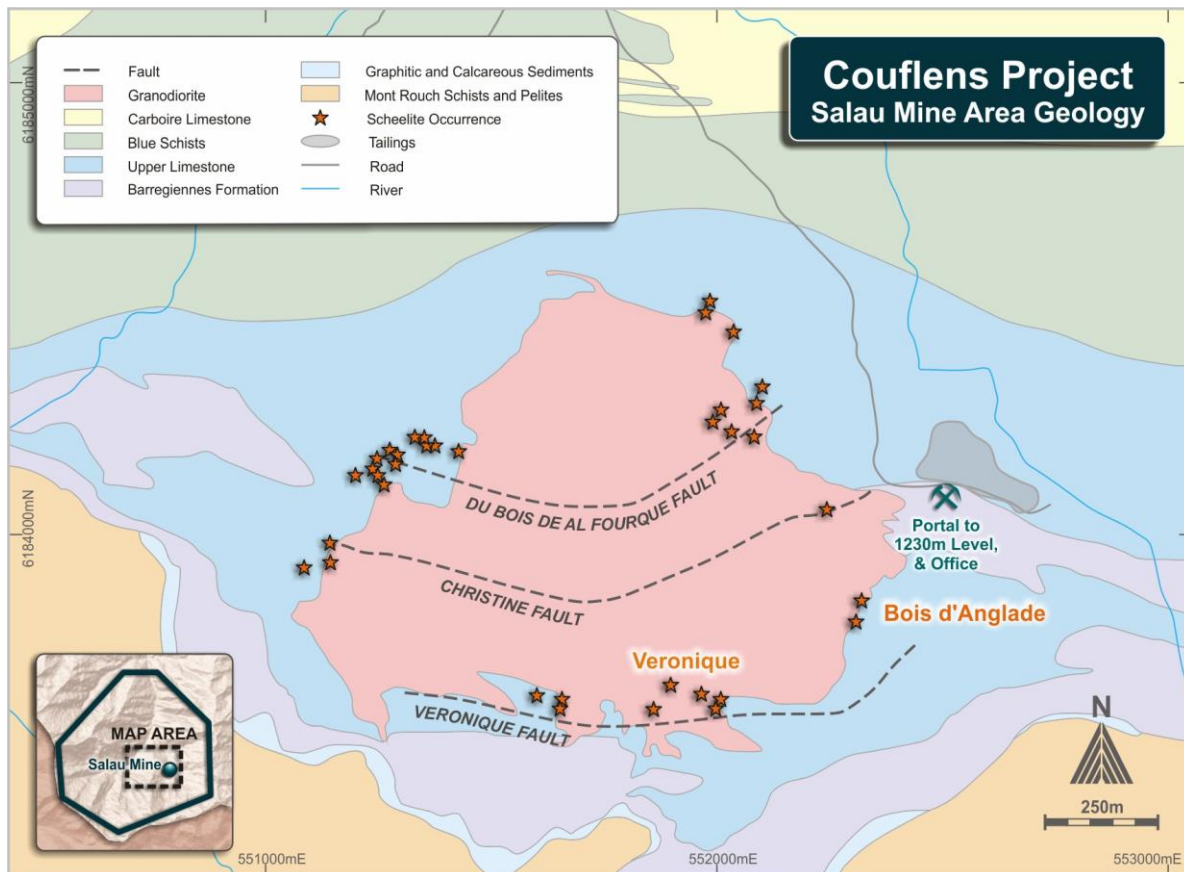 Couflens Project
Salau Mine Area Geology
Fault
Granodiorite
Carboire Limestone
Blue Schists
Upper Limestone
Barregiennes Formation
Graphitic and Calcareous Sediments
Mont Rouch Schists and Pelites
Scheelite Occurrence
Tailings
Road
River
6185000mN
6184000mN
DU BOIS DE AL FOURQUE FAULT
CHRISTINE FAULT
Portal to
1230m Level,
& Office
Bois d'Anglade
Veronique
VERONIQUE FAULT
MAP AREA
Salau Mine
N
250m
551000mE
552000mE
553000mE